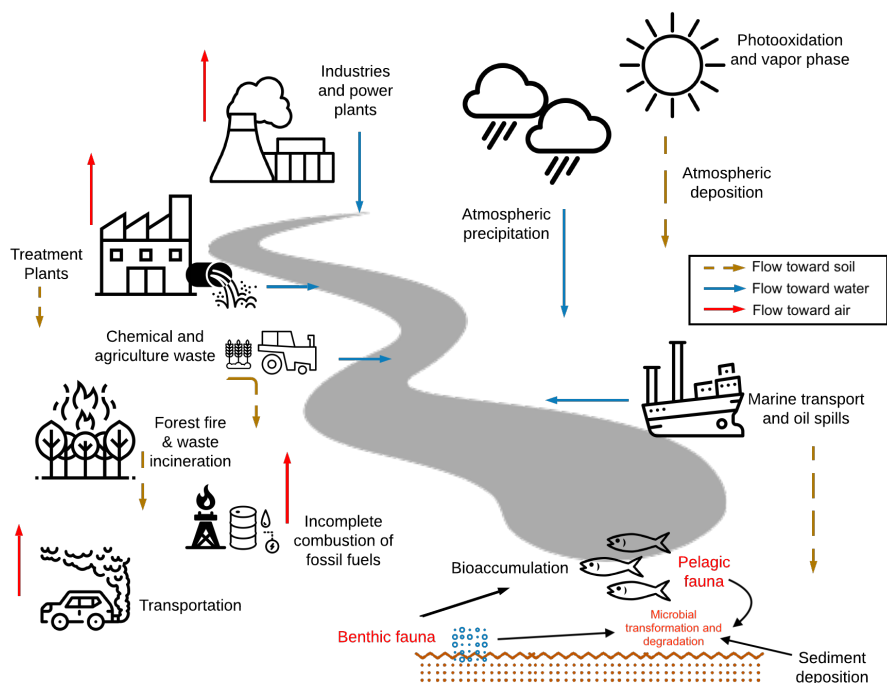 Industries
and power
plants
Photooxidation
and vapor phase
Atmospheric
deposition
Atmospheric
precipitation
Treatment
Plants
Flow toward soil
Flow toward water
Flow toward air
Chemical and
agriculture waste
Marine transport
and oil spills
Forest fire
& waste
incineration
Incomplete
combustion of
fossil fuels
Transportation
Bioaccumulation
Pelagic
fauna
Benthic fauna
Microbial
transformation and
degradation
Sediment
deposition